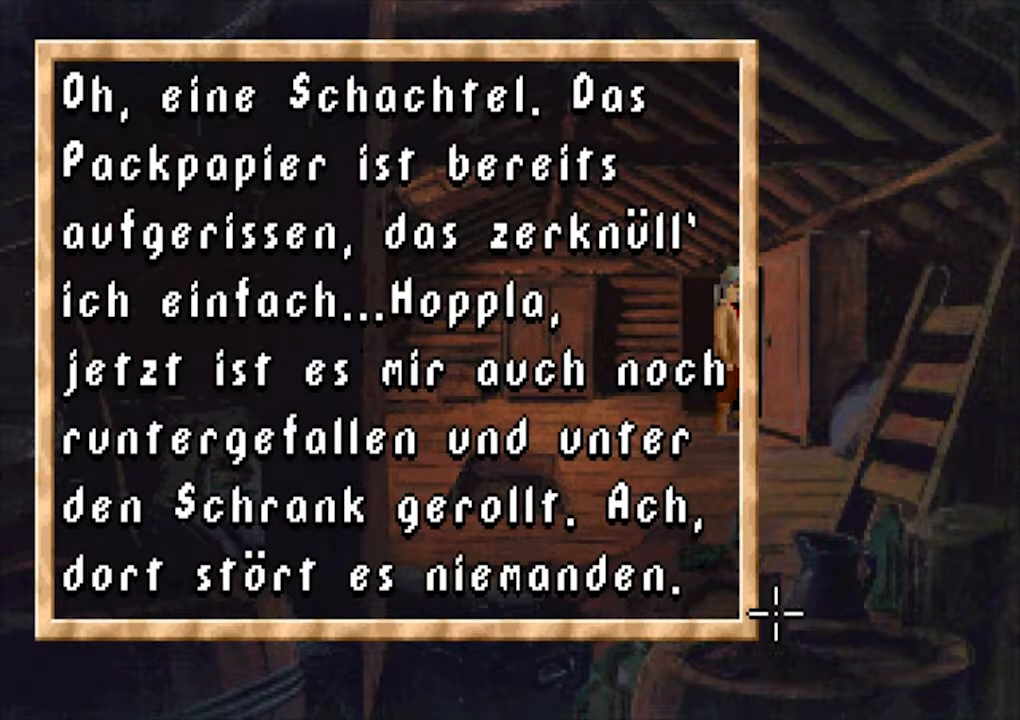 Oh, eine Schachtel. Das
Packpapier ist bereits
aufgerissen, das zerknüll'
ich einfach...Hoppla,
jetzt ist es mir auch noch
runtergefallen und unter
den Schrank gerollt. Ach,
dort stört es niemanden.